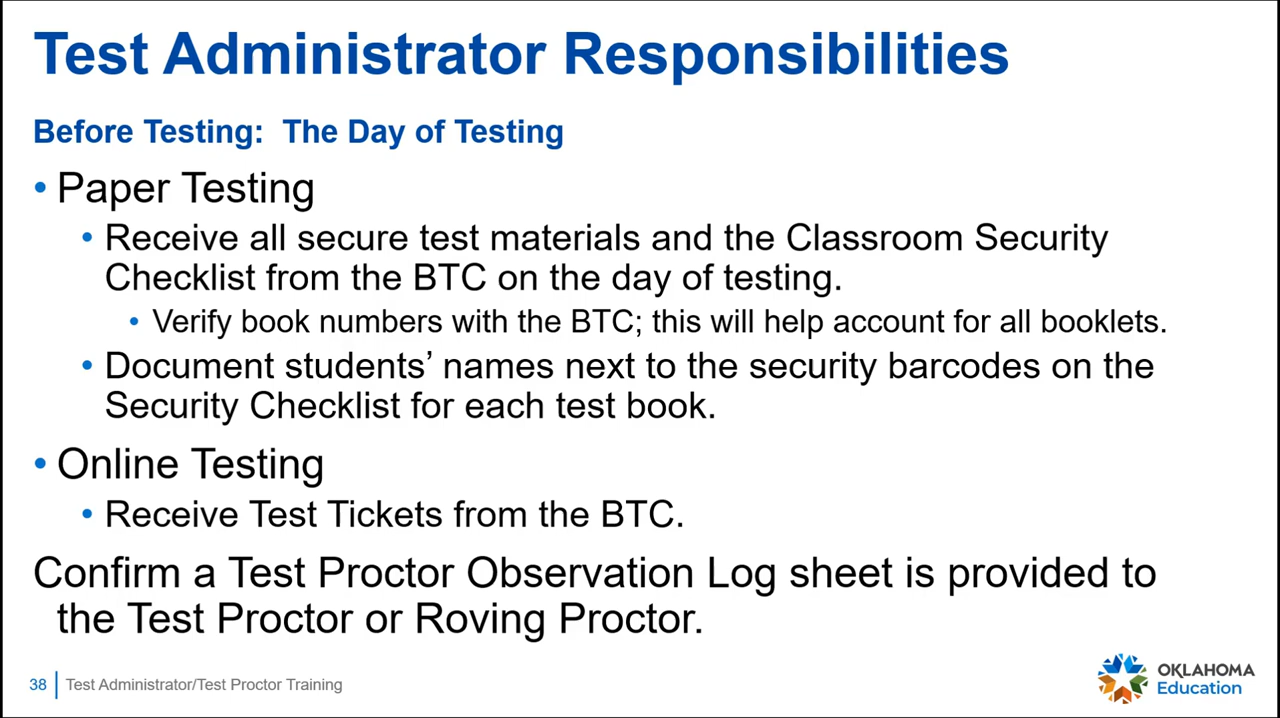 Test Administrator Responsibilities
Before Testing:  The Day of Testing
• Paper Testing
• Receive all secure test materials and the Classroom Security
Checklist from the BTC on the day of testing.
• Verify book numbers with the BTC; this will help account for all booklets.
• Document students’ names next to the security barcodes on the
Security Checklist for each test book.
• Online Testing
• Receive Test Tickets from the BTC.
Confirm a Test Proctor Observation Log sheet is provided to
the Test Proctor or Roving Proctor.
38 Test Administrator/Test Proctor Training
OKLAHOMA
Education